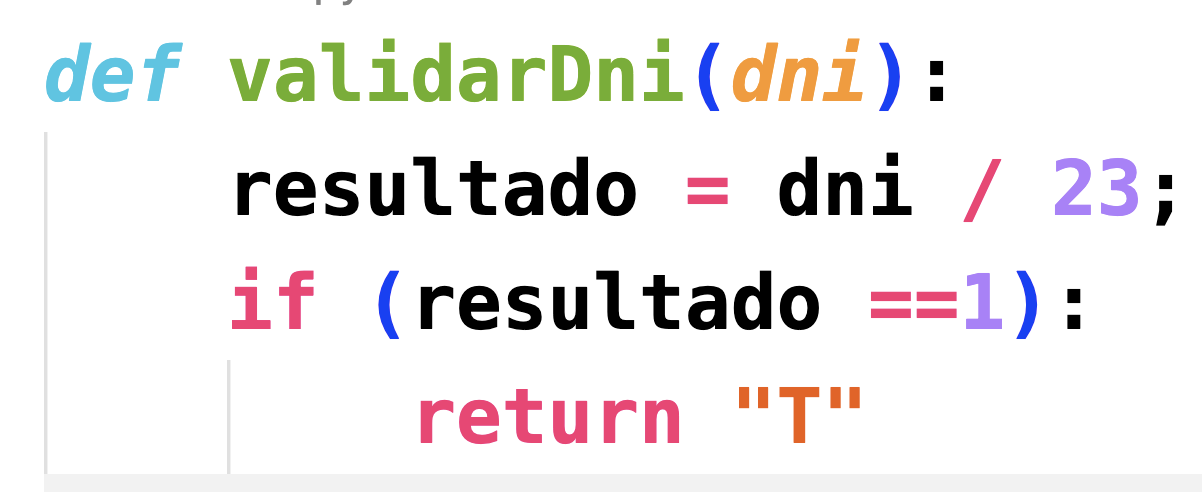 def validarDni(dni):
resultado = dni / 23;
if (resultado ==1):
return "T"